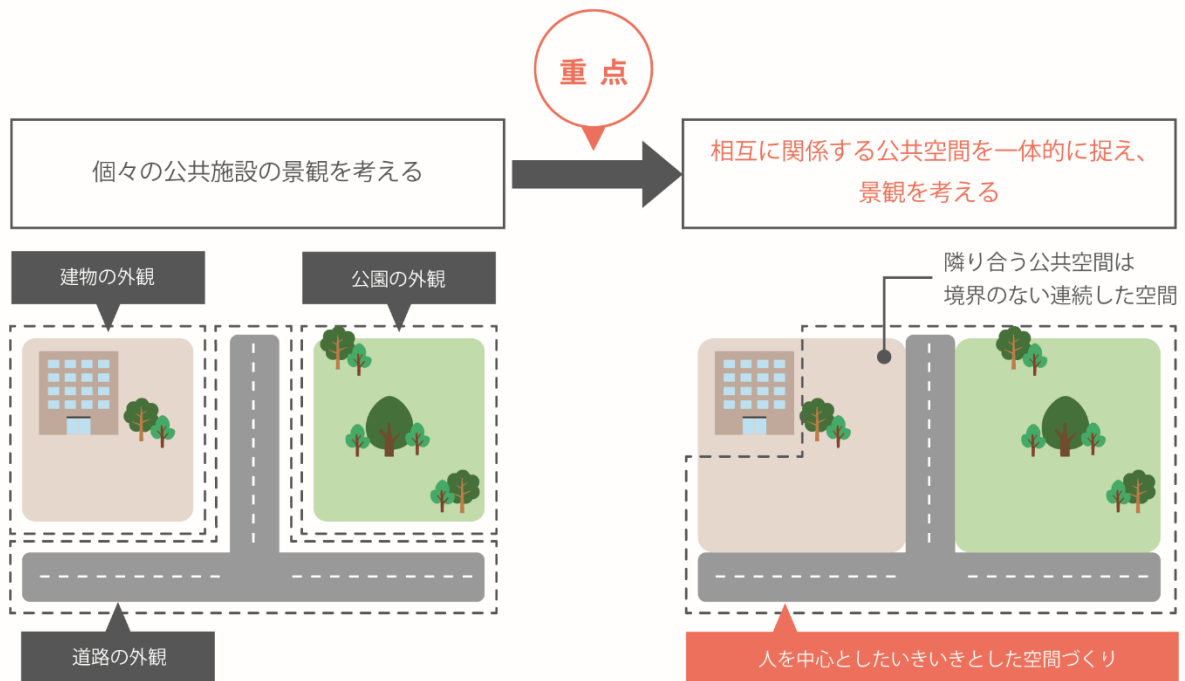 重点
個々の公共施設の景観を考える
相互に関係する公共空間を一体的に捉え、
景観を考える
建物の外観
公園の外観
道路の外観
隣り合う公共空間は
境界のない連続した空間
人を中心としたいきいきとした空間づくり